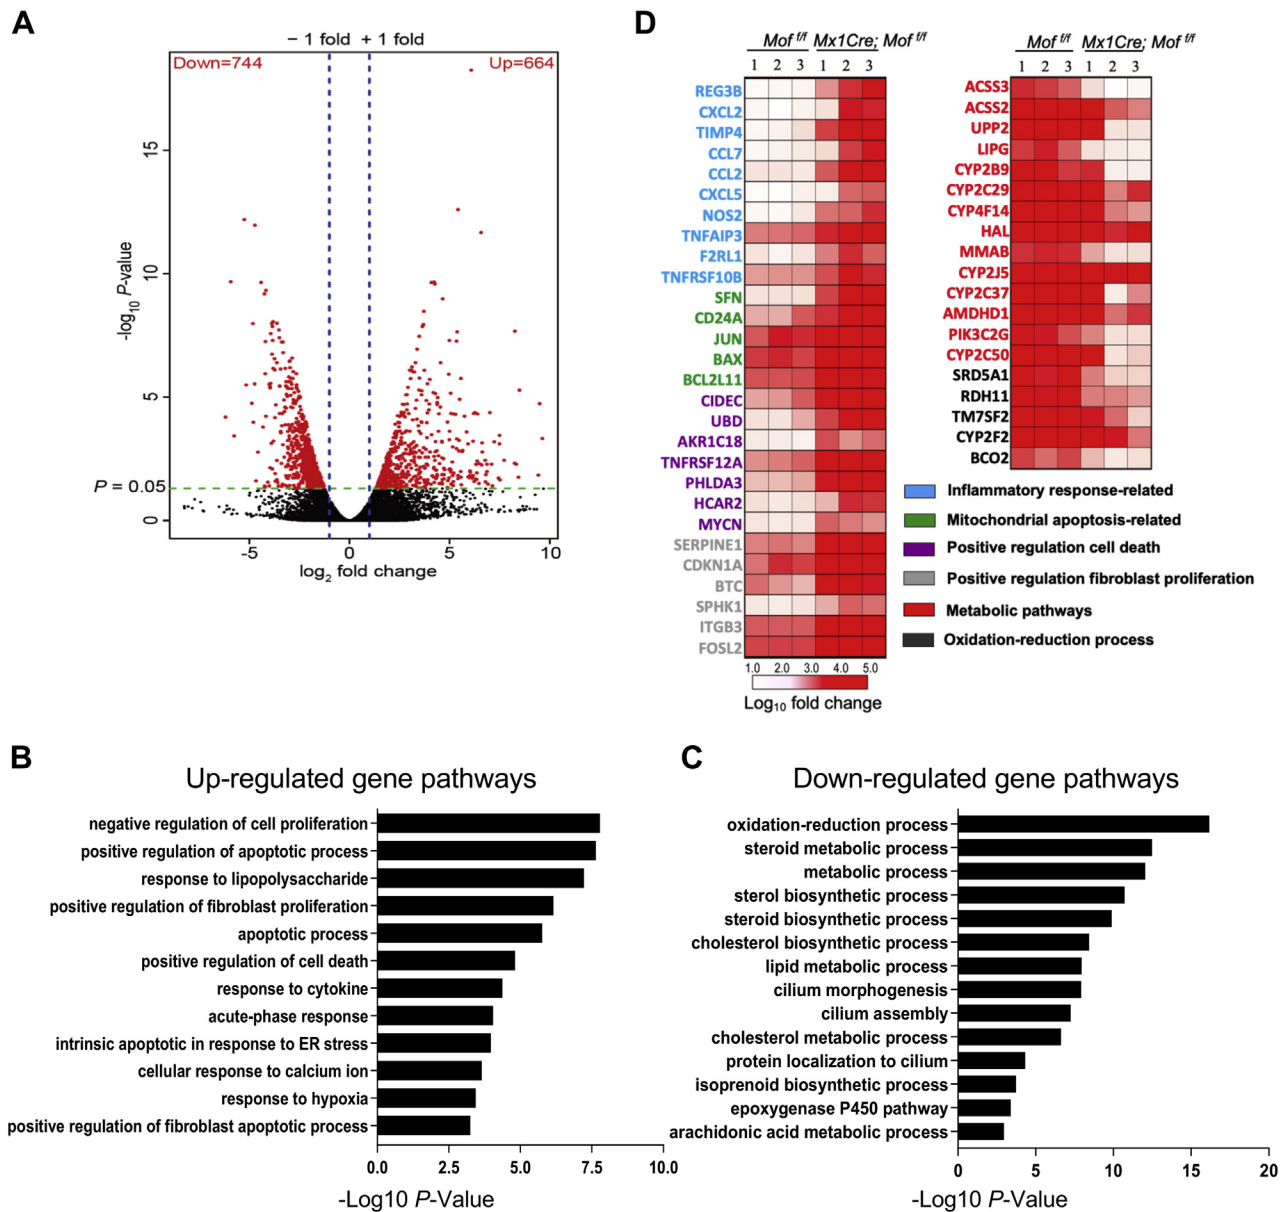 A
− 1 fold + 1 fold
Down=744
Up=664
-log10 P-value
15
10
5
P = 0.05
0
-5 0 5 10
log2 fold change
D
Mof f/f Mx1Cre; Mof f/f
1 2 3 1 2 3
REG3B
CXCL2
TIMP4
CCL7
CCL2
CXCL5
NOS2
TNFAIP3
F2RL1
TNFRSF10B
SFN
CD24A
JUN
BAX
BCL2L11
CIDEC
UBD
AKR1C18
TNFRSF12A
PHLDA3
HCAR2
MYCN
SERPINE1
CDKN1A
BTC
SPHK1
ITGB3
FOSL2
1.0 2.0 3.0 4.0 5.0
Log10 fold change
Mof f/f Mx1Cre; Mof f/f
1 2 3 1 2 3
ACSS3
ACSS2
UPP2
LIPG
CYP2B9
CYP2C29
CYP4F14
HAL
MMAB
CYP2J5
CYP2C37
AMDHD1
PIK3C2G
CYP2C50
SRD5A1
RDH11
TM7SF2
CYP2F2
BCO2
Inflammatory response-related
Mitochondrial apoptosis-related
Positive regulation cell death
Positive regulation fibroblast proliferation
Metabolic pathways
Oxidation-reduction process
B
Up-regulated gene pathways
negative regulation of cell proliferation
positive regulation of apoptotic process
response to lipopolysaccharide
positive regulation of fibroblast proliferation
apoptotic process
positive regulation of cell death
response to cytokine
acute-phase response
intrinsic apoptotic in response to ER stress
cellular response to calcium ion
response to hypoxia
positive regulation of fibroblast apoptotic process
0.0 2.5 5.0 7.5 10.0
-Log10 P-Value
C
Down-regulated gene pathways
oxidation-reduction process
steroid metabolic process
metabolic process
sterol biosynthetic process
steroid biosynthetic process
cholesterol biosynthetic process
lipid metabolic process
cilium morphogenesis
cilium assembly
cholesterol metabolic process
protein localization to cilium
isoprenoid biosynthetic process
epoxygenase P450 pathway
arachidonic acid metabolic process
0 5 10 15 20
-Log10 P-Value